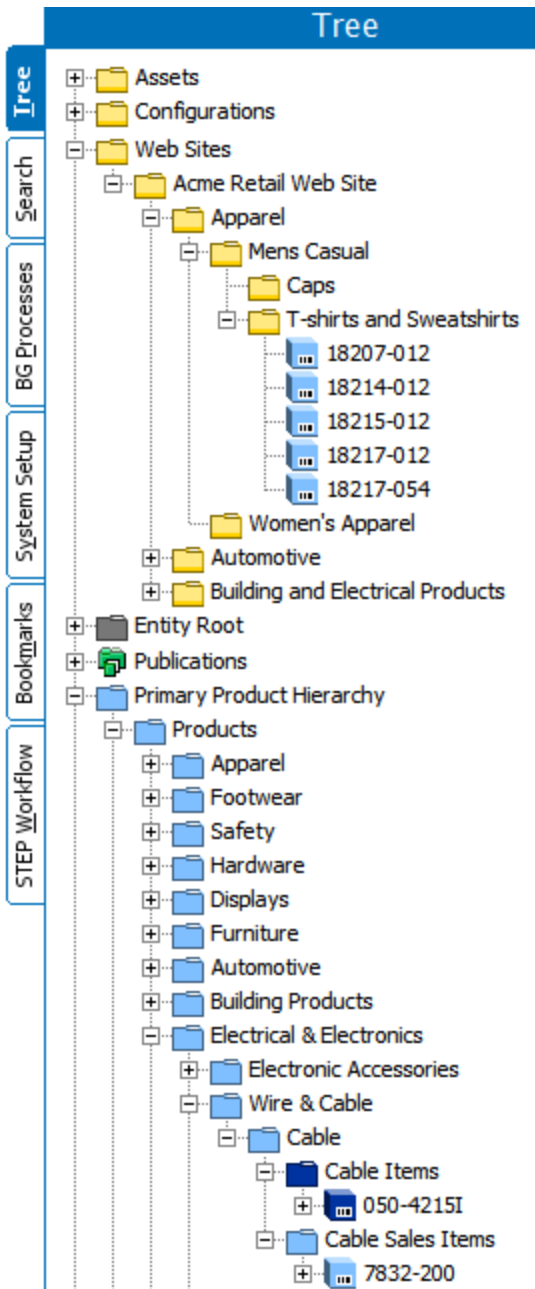 Tree
Tree
Search
BG Processes
System Setup
Bookmarks
STEP Workflow
Assets
Configurations
Web Sites
Acme Retail Web Site
Apparel
Mens Casual
Caps
T-shirts and Sweatshirts
18207-012
18214-012
18215-012
18217-012
18217-054
Women's Apparel
Automotive
Building and Electrical Products
Entity Root
Publications
Primary Product Hierarchy
Products
Apparel
Footwear
Safety
Hardware
Displays
Furniture
Automotive
Building Products
Electrical & Electronics
Electronic Accessories
Wire & Cable
Cable
Cable Items
050-4215I
Cable Sales Items
7832-200